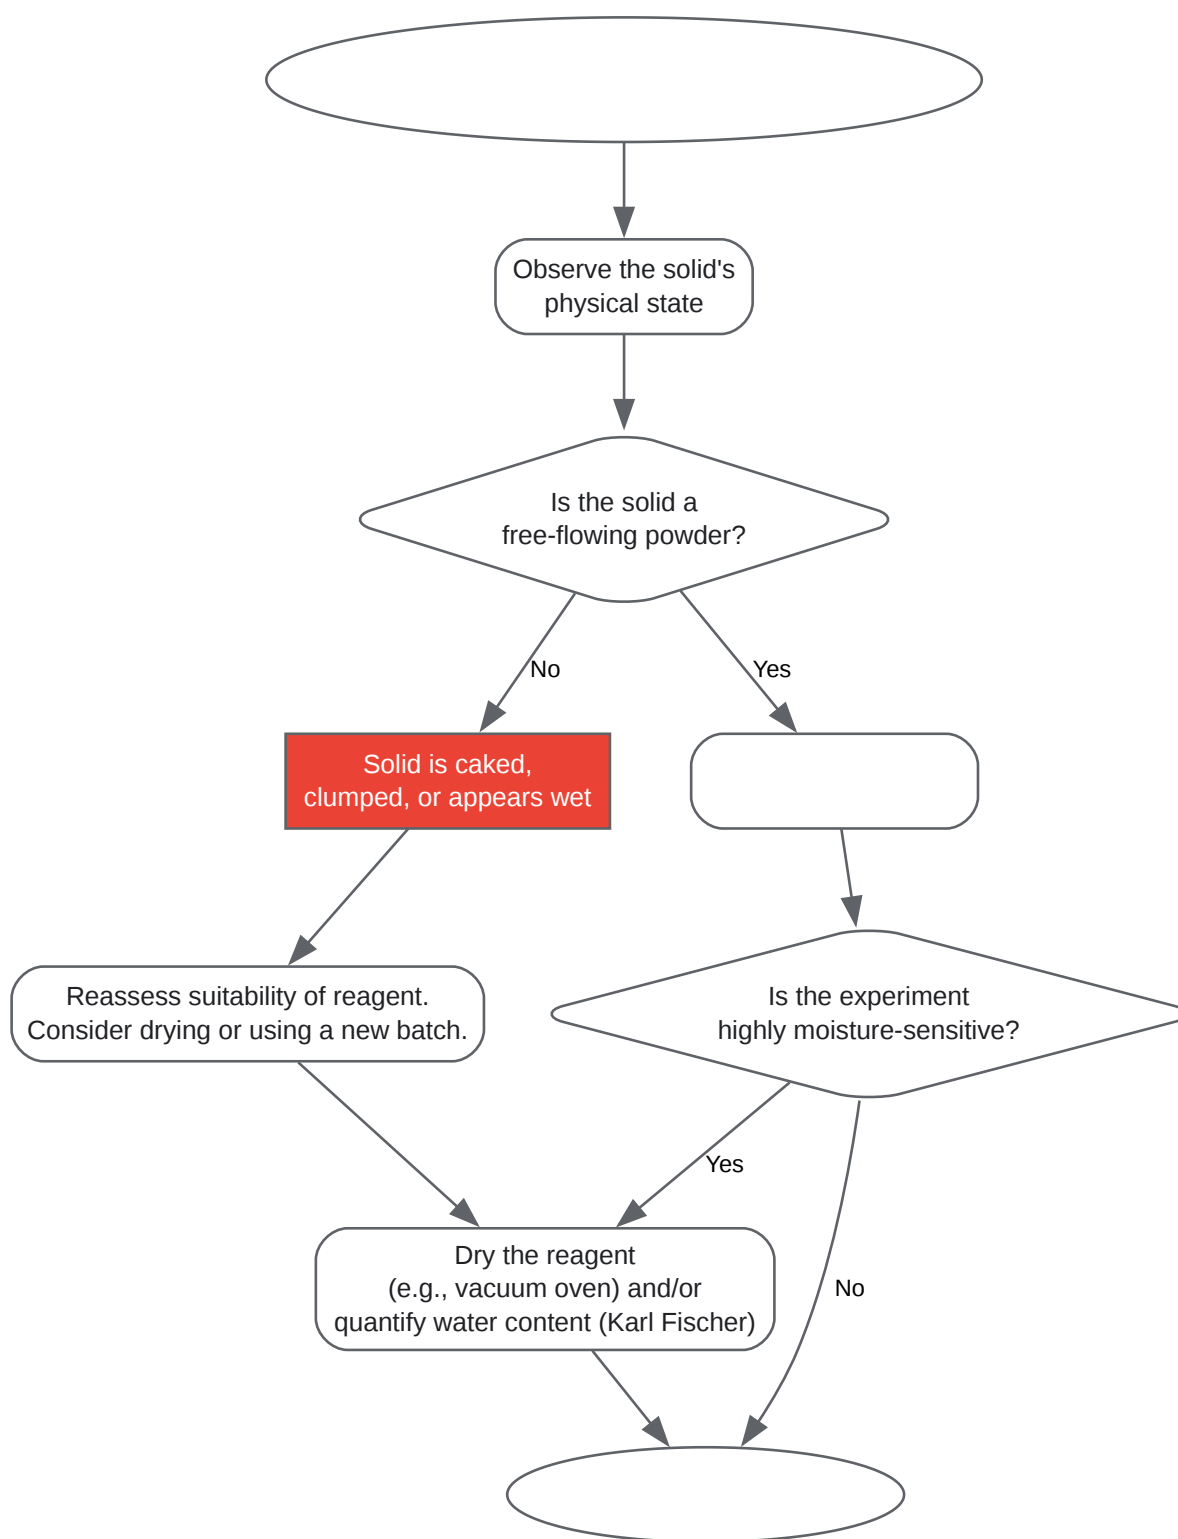 Observe the solid's
physical state
Is the solid a
free-flowing powder?
No
Yes
Solid is caked,
clumped, or appears wet
Reassess suitability of reagent.
Consider drying or using a new batch.
Is the experiment
highly moisture-sensitive?
Yes
Dry the reagent
(e.g., vacuum oven) and/or
quantify water content (Karl Fischer)
No